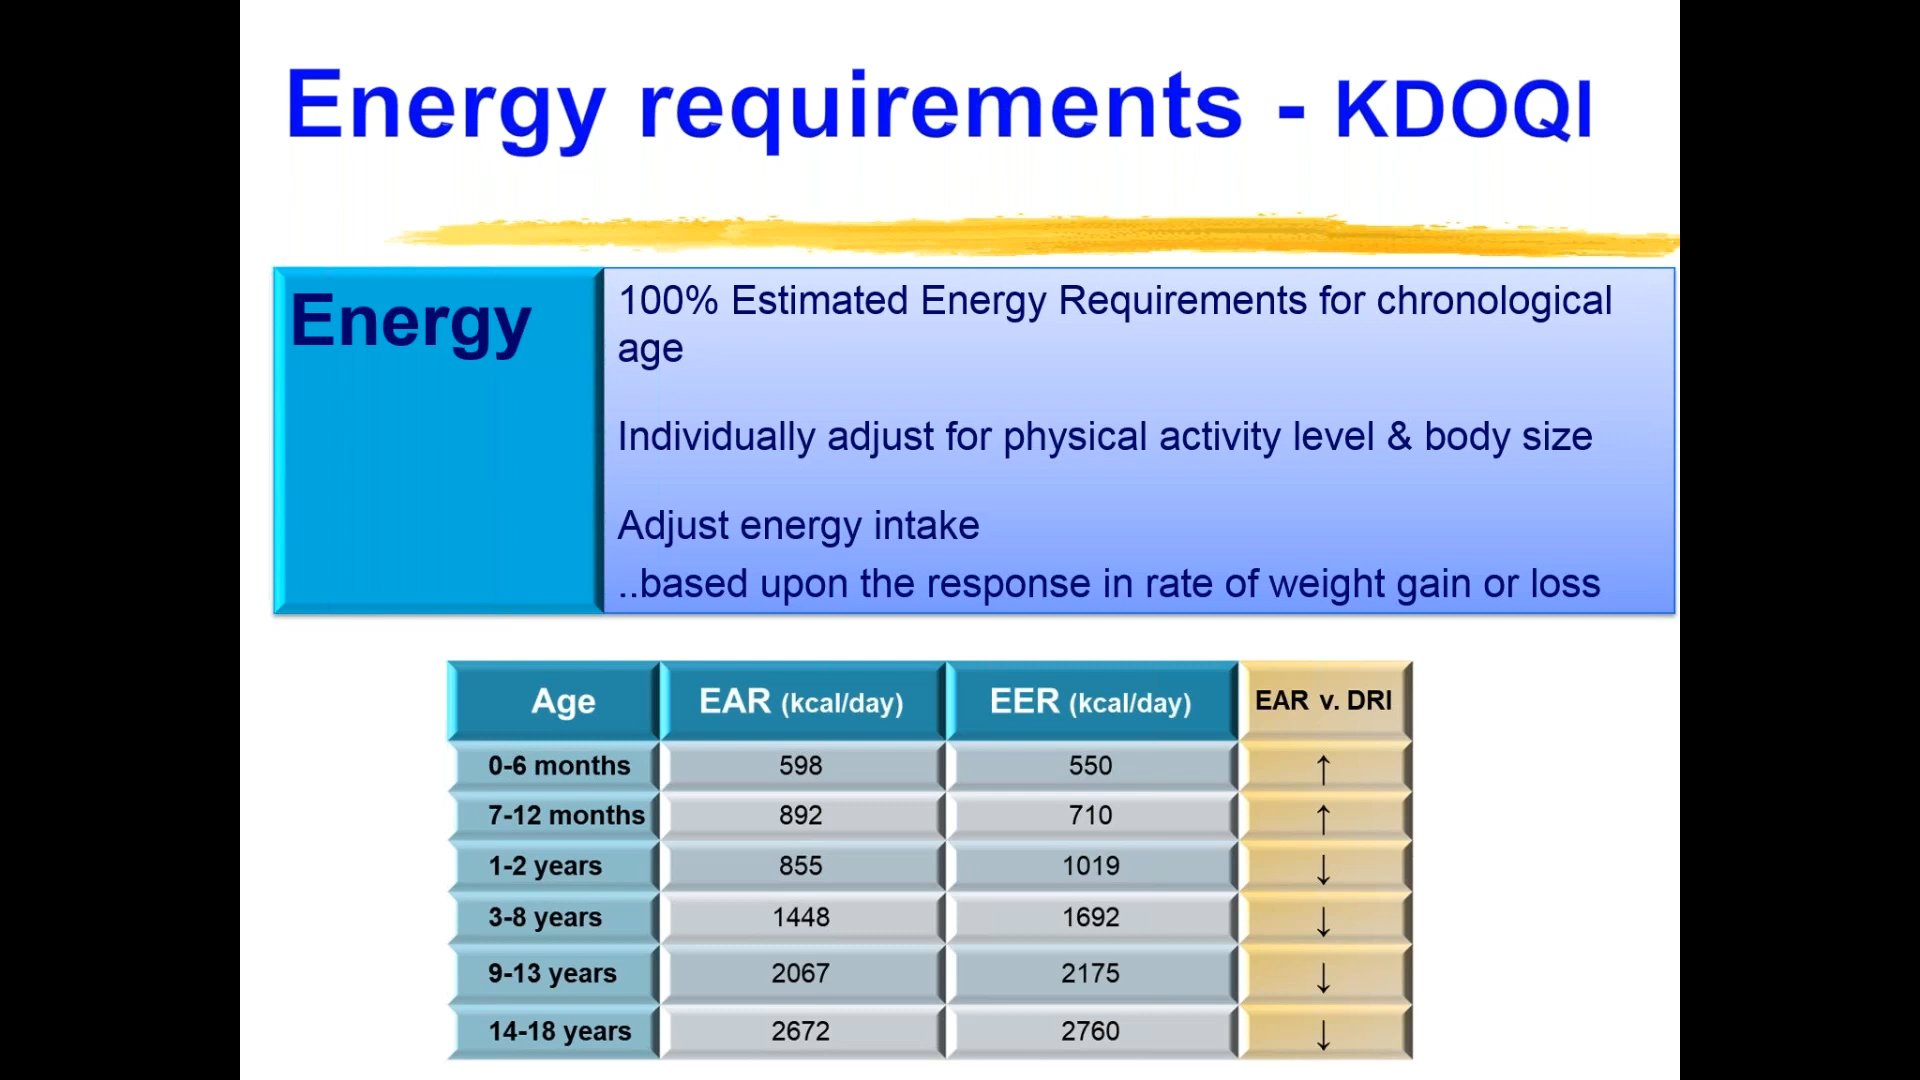 Energy requirements - KDOQI
Energy
100% Estimated Energy Requirements for chronological
age
Individually adjust for physical activity level & body size
Adjust energy intake
..based upon the response in rate of weight gain or loss
Age EAR (kcal/day) EER (kcal/day) EAR v. DRI
0-6 months 598 550 ↑
7-12 months 892 710 ↑
1-2 years 855 1019 ↓
3-8 years 1448 1692 ↓
9-13 years 2067 2175 ↓
14-18 years 2672 2760 ↓